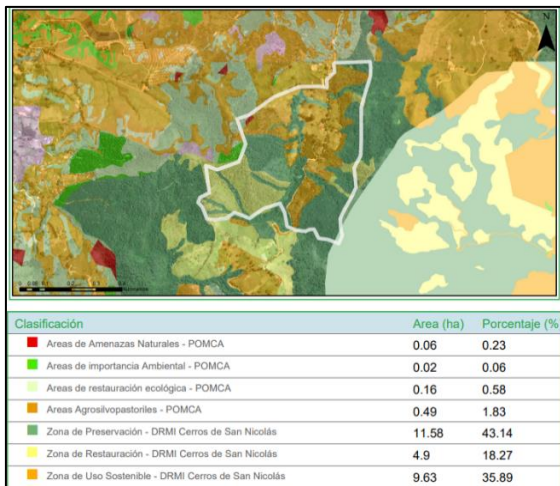 Clasificación Area (ha) Porcentaje (%
Areas de Amenazas Naturales - POMCA 0.06 0.23
Areas de importancia Ambiental - POMCA 0.02 0.06
Areas de restauración ecológica - POMCA 0.16 0.58
Areas Agrosilvopastoriles - POMCA 0.49 1.83
Zona de Preservación - DRMI Cerros de San Nicolás 11.58 43.14
Zona de Restauración - DRMI Cerros de San Nicolás 4.9 18.27
Zona de Uso Sostenible - DRMI Cerros de San Nicolás 9.63 35.89